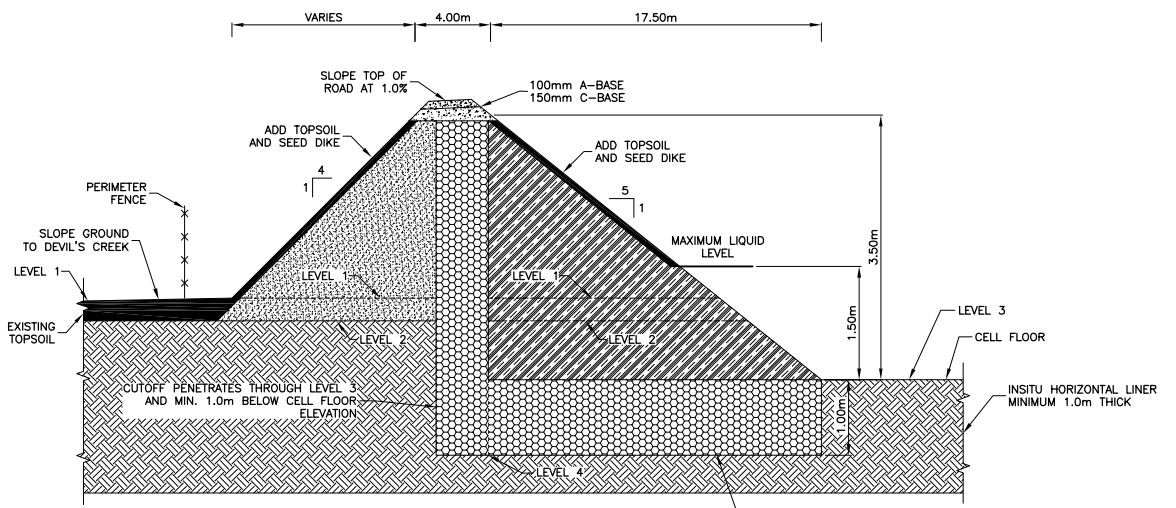 VARIES
4.00m
17.50m
SLOPE TOP OF
ROAD AT 1.0%
100mm A-BASE
150mm C-BASE
ADD TOPSOIL
AND SEED DIKE
ADD TOPSOIL
AND SEED DIKE
4
1
5
1
PERIMETER
FENCE
SLOPE GROUND
TO DEVIL'S CREEK
MAXIMUM LIQUID
LEVEL
3.50m
LEVEL 1
LEVEL 1
LEVEL 1
1.50m
LEVEL 3
EXISTING
TOPSOIL
LEVEL 2
LEVEL 2
CELL FLOOR
CUTOFF PENETRATES THROUGH LEVEL 3
AND MIN. 1.0m BELOW CELL FLOOR
ELEVATION
1.00m
INSITU HORIZONTAL LINER
MINIMUM 1.0m THICK
LEVEL 4